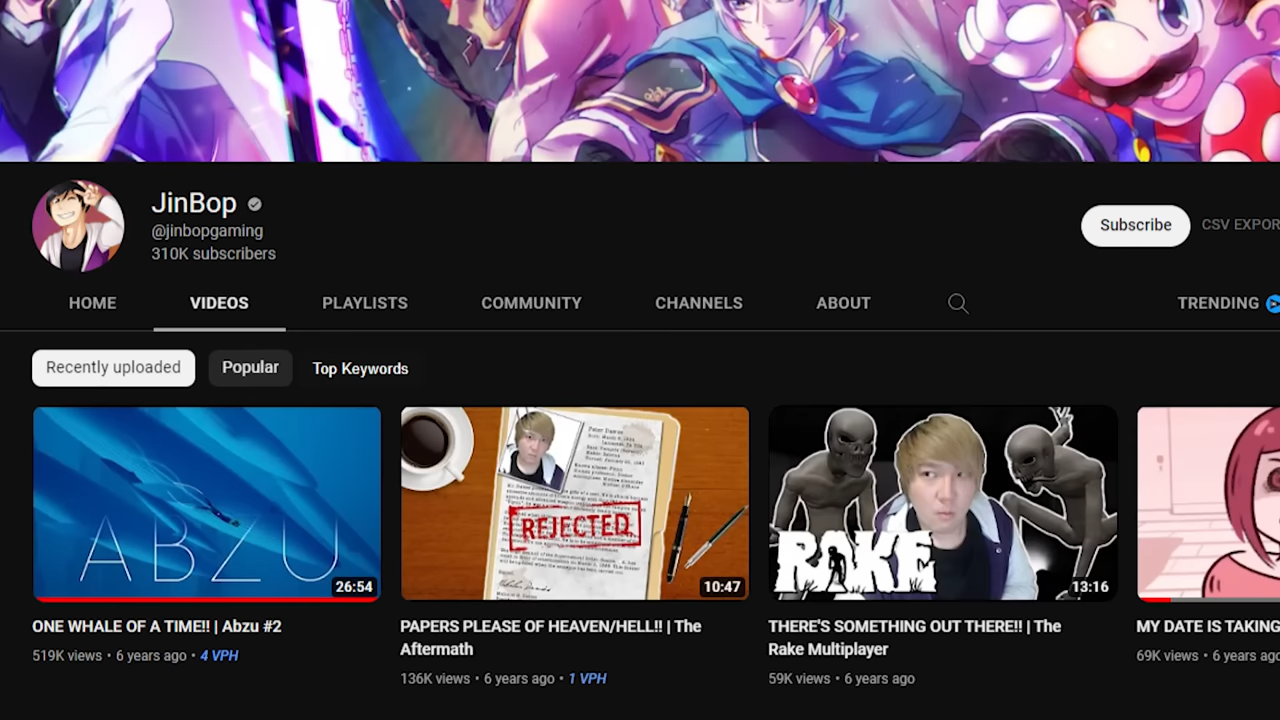 JinBop
@jinbopgaming
310K subscribers
Subscribe
CSV EXPOR
HOME
VIDEOS
PLAYLISTS
COMMUNITY
CHANNELS
ABOUT
TRENDING
Recently uploaded
Popular
Top Keywords
ABZU
26:54
REJECTED
10:47
RAKE
13:16
ONE WHALE OF A TIME!! | Abzu #2
519K views • 6 years ago • 4 VPH
PAPERS PLEASE OF HEAVEN/HELL!! | The
Aftermath
136K views • 6 years ago • 1 VPH
THERE'S SOMETHING OUT THERE!! | The
Rake Multiplayer
59K views • 6 years ago
MY DATE IS TAKING
69K views • 6 years ago